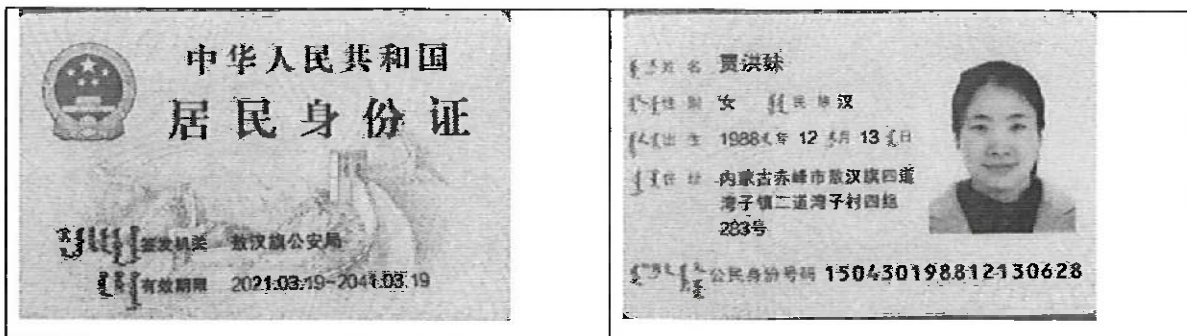 中华人民共和国
居民身份证
签发机关 敖汉旗公安局
有效期限 2021.03.19-2041.03.19
姓名 贾洪妹
性别 女 民族 汉
出生 1988年12月13日
住址 内蒙古赤峰市敖汉旗四道
湾子镇二道湾子村四组
283号
公民身份号码 150430198812130628